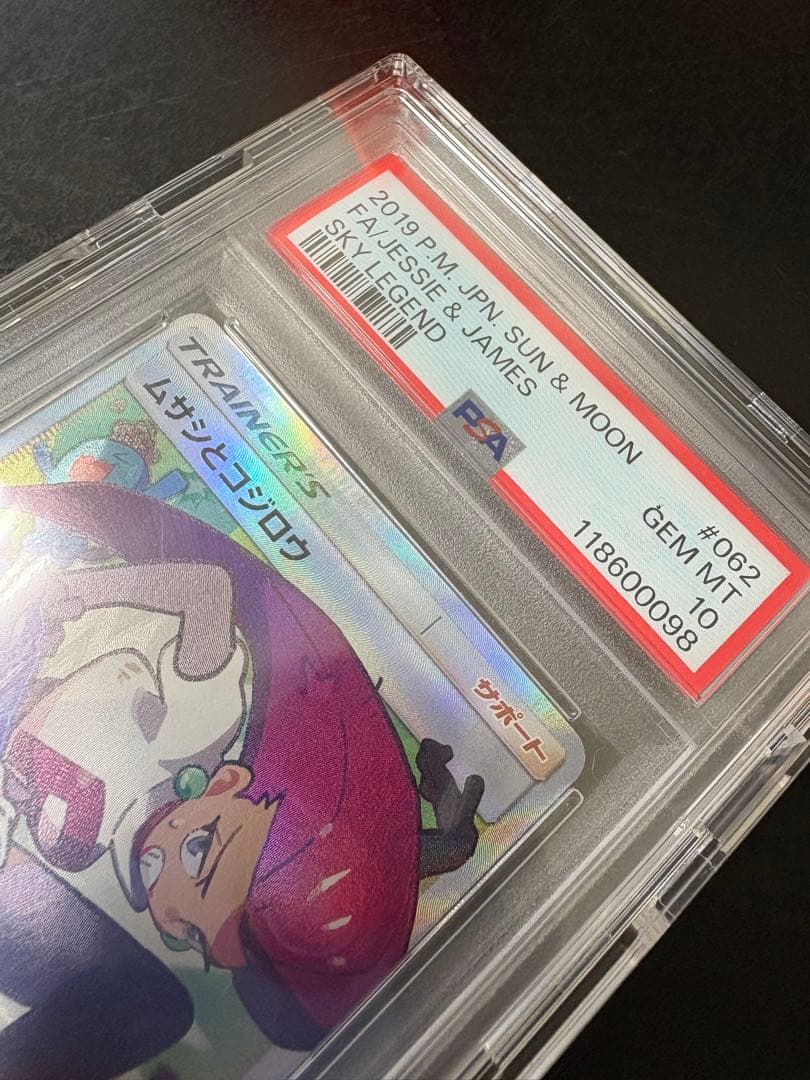 2019 P.M. JPN. SUN & MOON #062
FA/JESSIE & JAMES GEM MT
SKY LEGEND 10
PSA 118600098
TRAINER'S
ムサシとコジロウ
サポート